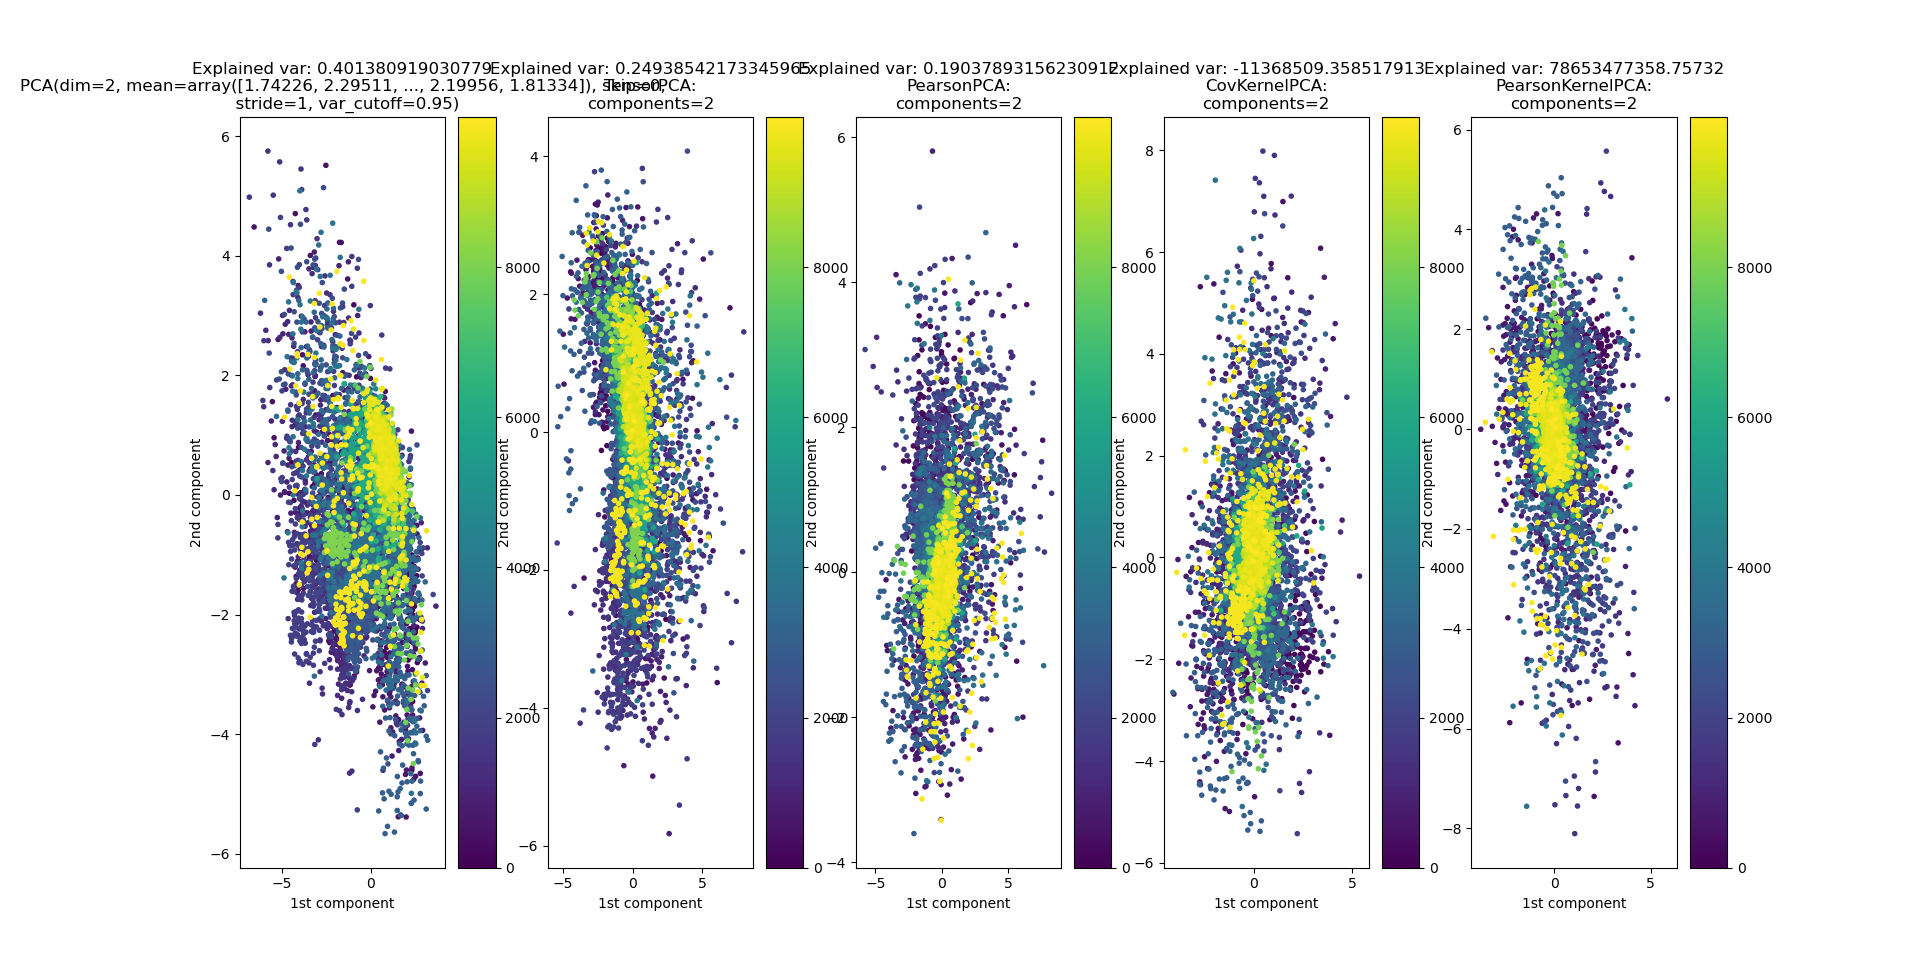 Explained var: 0.401380919030779
PCA(dim=2, mean=array([1.74226, 2.29511, ..., 2.19956, 1.81334]), skip=0,
stride=1, var_cutoff=0.95)
6
4
2
0
−2
−4
−6
2nd component
−5
0
1st component
8000
6000
4000
2000
0
Explained var: 0.24938542173345965
TensorPCA:
components=2
4
2
0
−2
−4
−6
2nd component
−5
0
5
1st component
8000
6000
4000
2000
0
Explained var: 0.19037893156230912
PearsonPCA:
components=2
6
4
2
0
−2
−4
2nd component
−5
0
5
1st component
8000
6000
4000
2000
0
Explained var: -11368509.358517913
CovKernelPCA:
components=2
8
6
4
2
0
−2
−4
−6
2nd component
0
5
1st component
8000
6000
4000
2000
0
Explained var: 78653477358.75732
PearsonKernelPCA:
components=2
6
4
2
0
−2
−4
−6
−8
2nd component
0
5
1st component
8000
6000
4000
2000
0